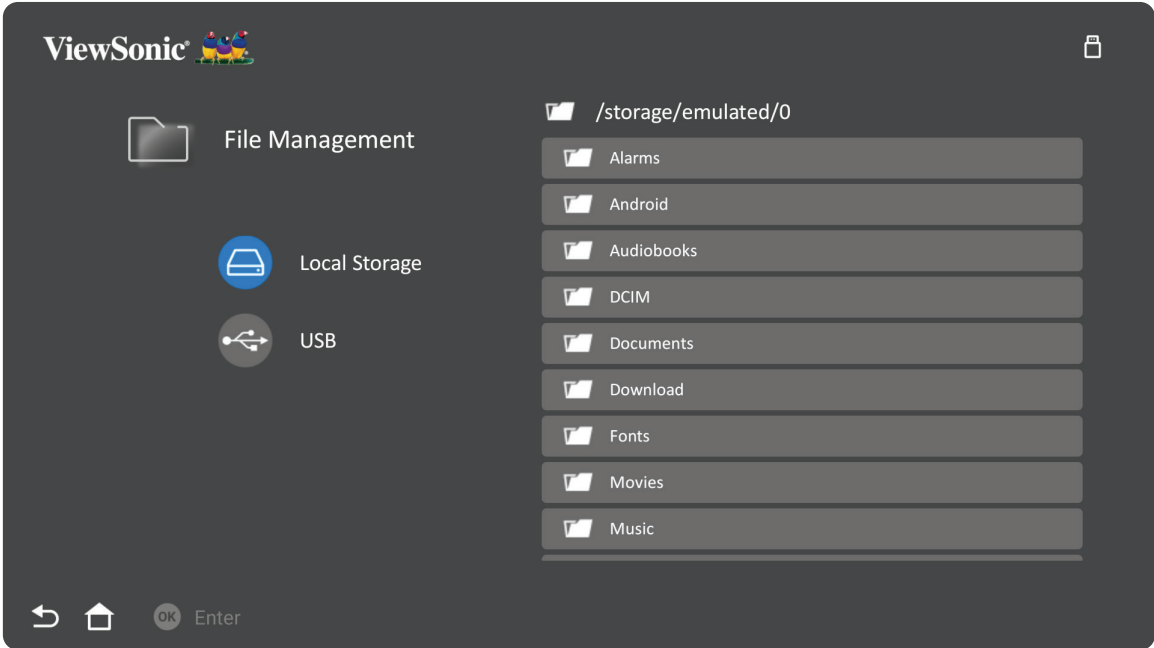 ViewSonic®
File Management
Local Storage
USB
/storage/emulated/0
Alarms
Android
Audiobooks
DCIM
Documents
Download
Fonts
Movies
Music
OK Enter